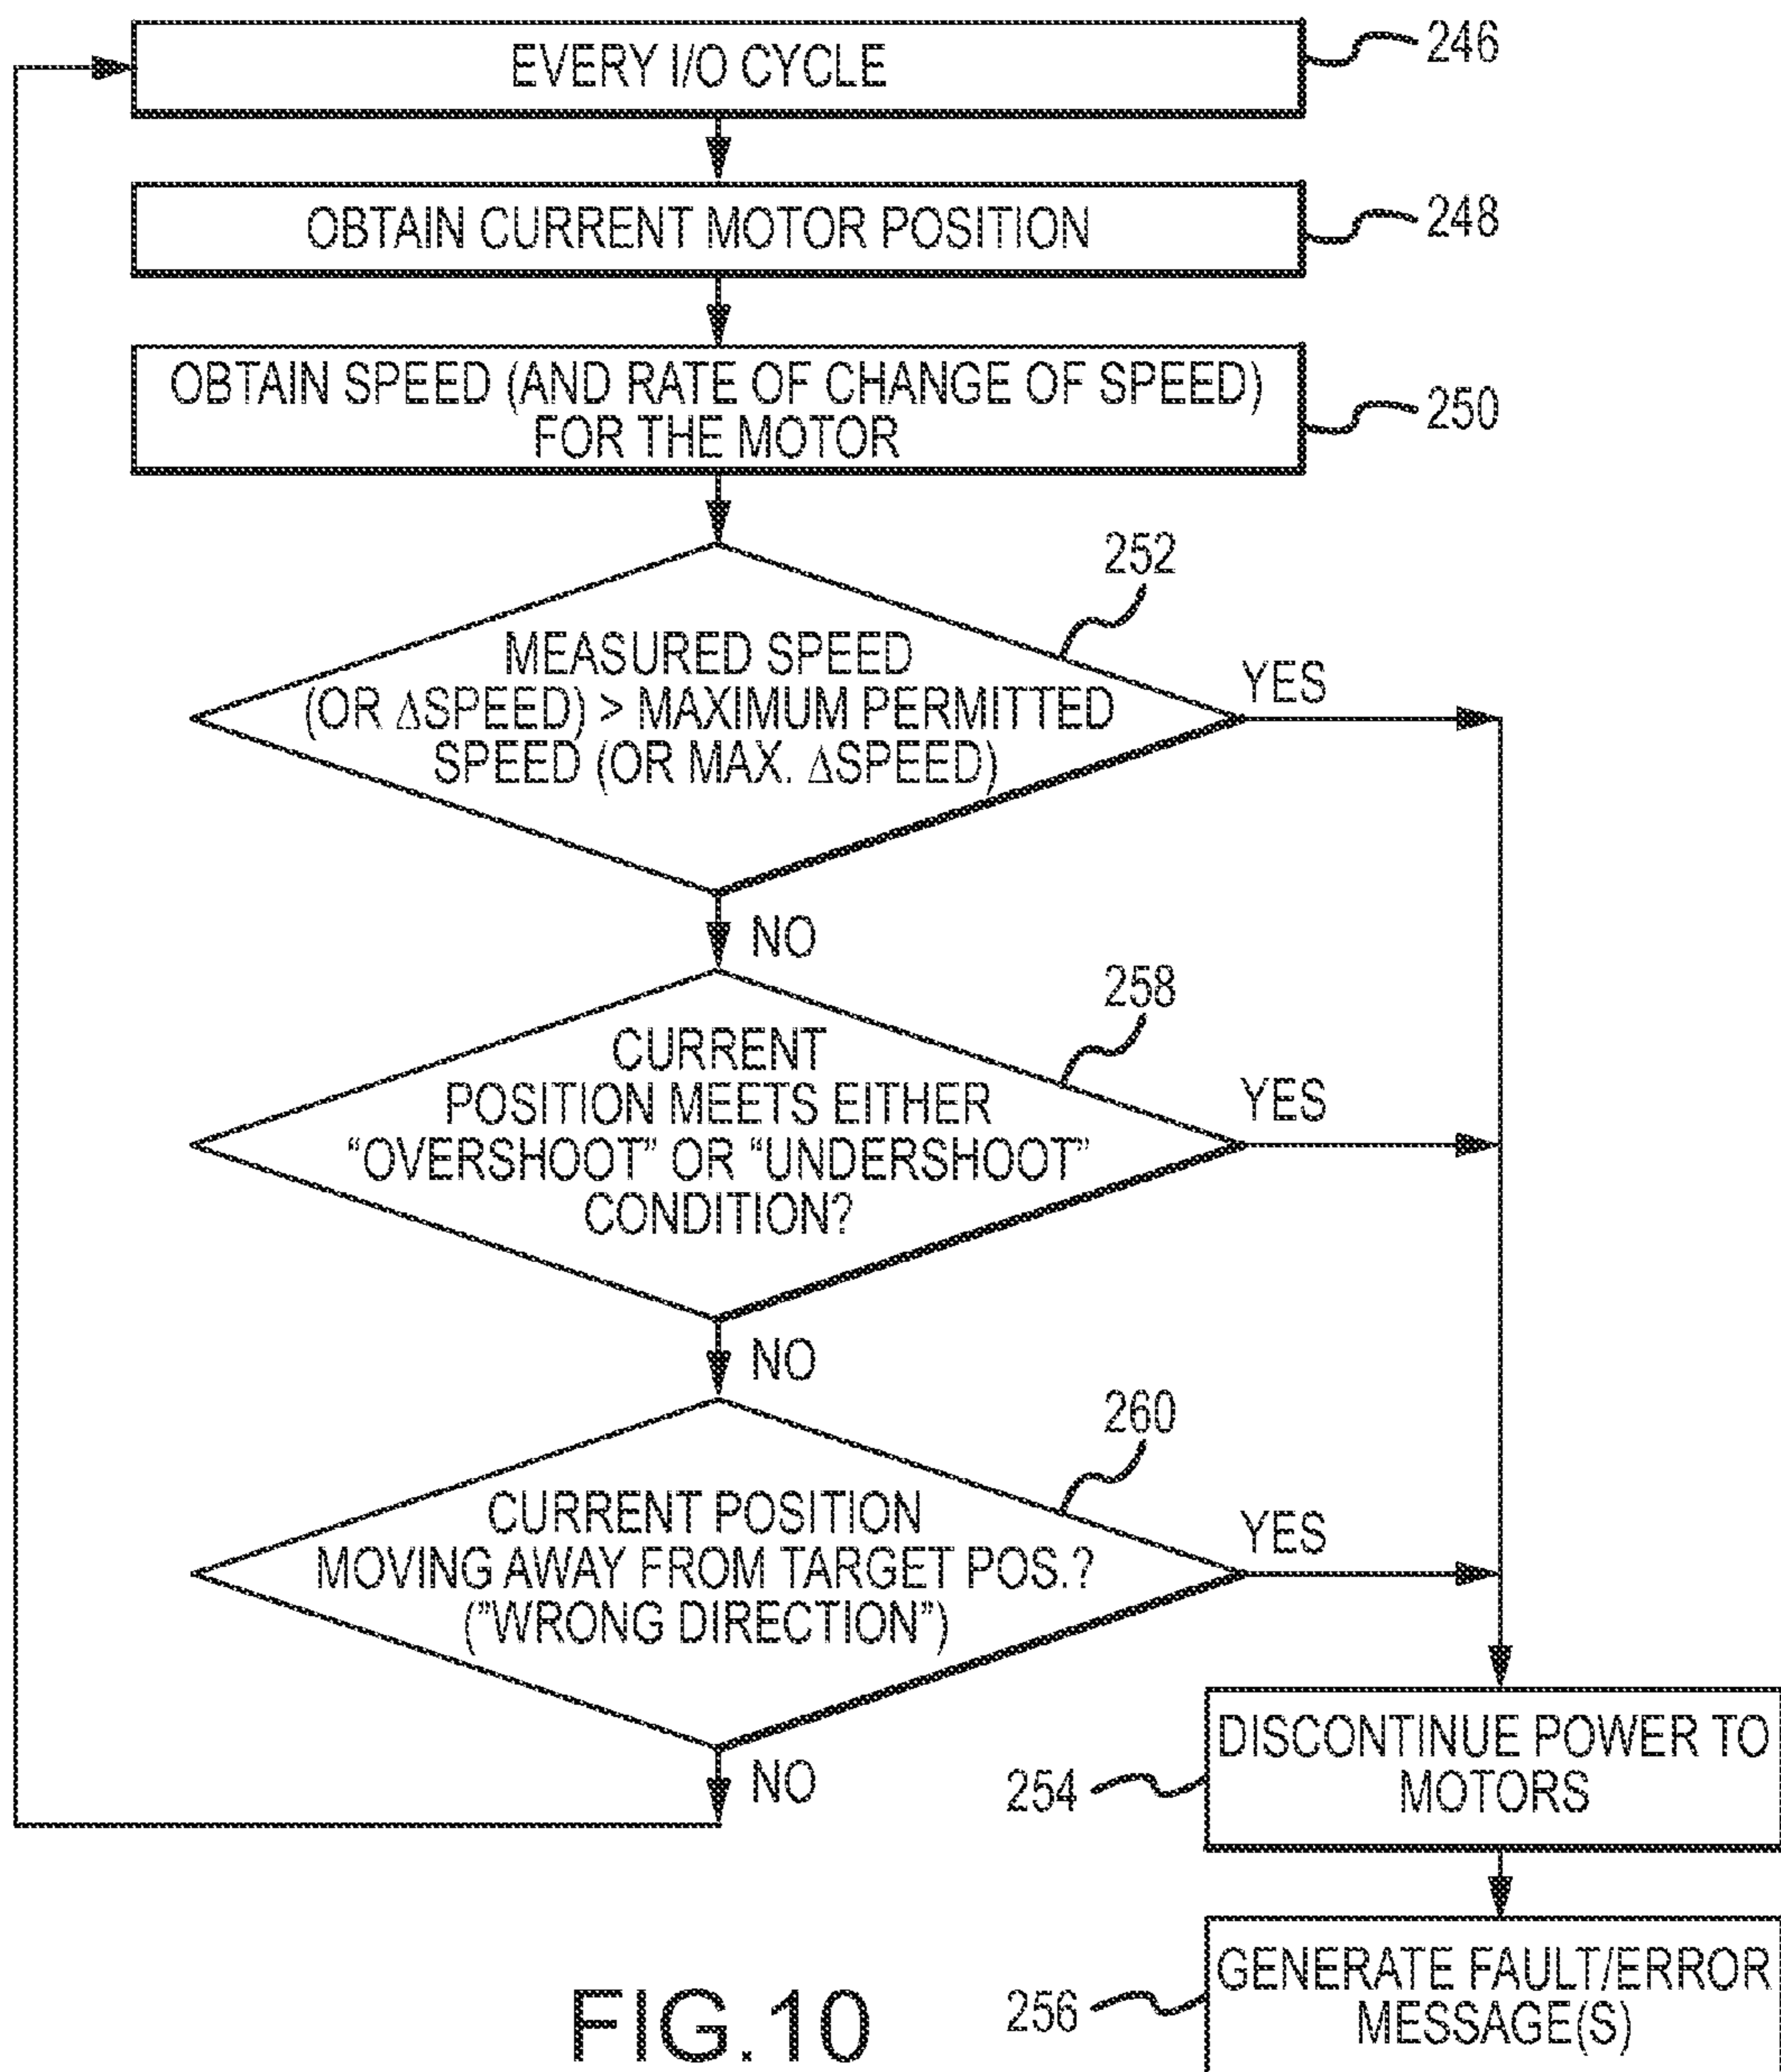 EVERY I/O CYCLE
246
OBTAIN CURRENT MOTOR POSITION
248
OBTAIN SPEED (AND RATE OF CHANGE OF SPEED)
FOR THE MOTOR
250
252
MEASURED SPEED
(OR ΔSPEED) > MAXIMUM PERMITTED
SPEED (OR MAX. ΔSPEED)
YES
NO
258
CURRENT
POSITION MEETS EITHER
“OVERSHOOT” OR “UNDERSHOOT”
CONDITION?
YES
NO
260
CURRENT POSITION
MOVING AWAY FROM TARGET POS.?
(”WRONG DIRECTION”)
YES
NO
254
DISCONTINUE POWER TO
MOTORS
256
GENERATE FAULT/ERROR
MESSAGE(S)
FIG.10